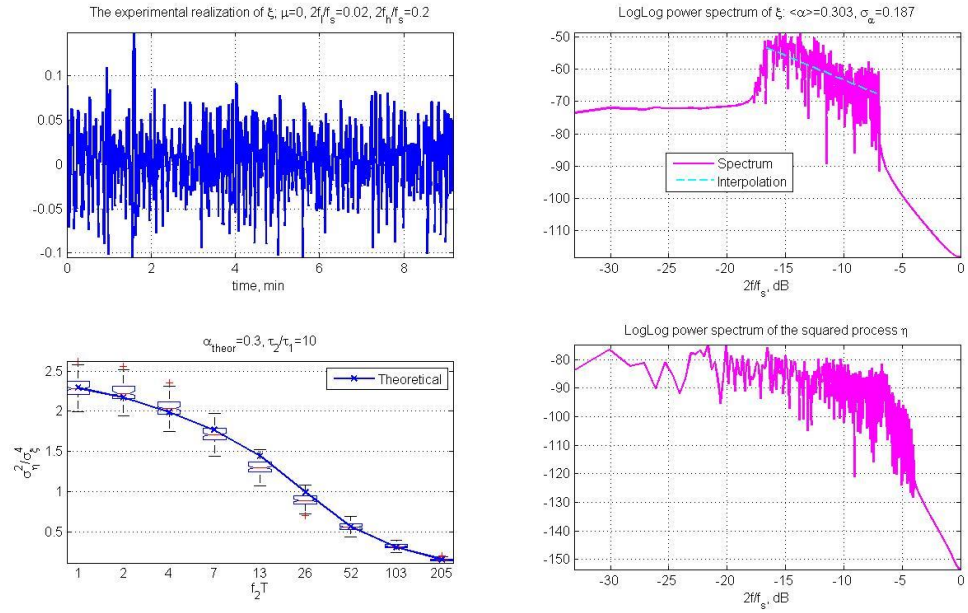 The experimental realization of ξ; μ=0, 2f_l/f_s=0.02, 2f_h/f_s=0.2
0.1
0.05
0
-0.05
-0.1
0 2 4 6 8
time, min
LogLog power spectrum of ξ: <α>=0.303, σ_α=0.187
-50
-60
-70
-80
-90
-100
-110
Spectrum
Interpolation
-30 -25 -20 -15 -10 -5 0
2f/f_s, dB
α_theor=0.3, τ_2/τ_1=10
σ_η^2/σ_ξ^4
2.5
2
1.5
1
0.5
Theoretical
1 2 4 7 13 26 52 103 205
f_2T
LogLog power spectrum of the squared process η
-80
-90
-100
-110
-120
-130
-140
-150
-30 -25 -20 -15 -10 -5 0
2f/f_s, dB